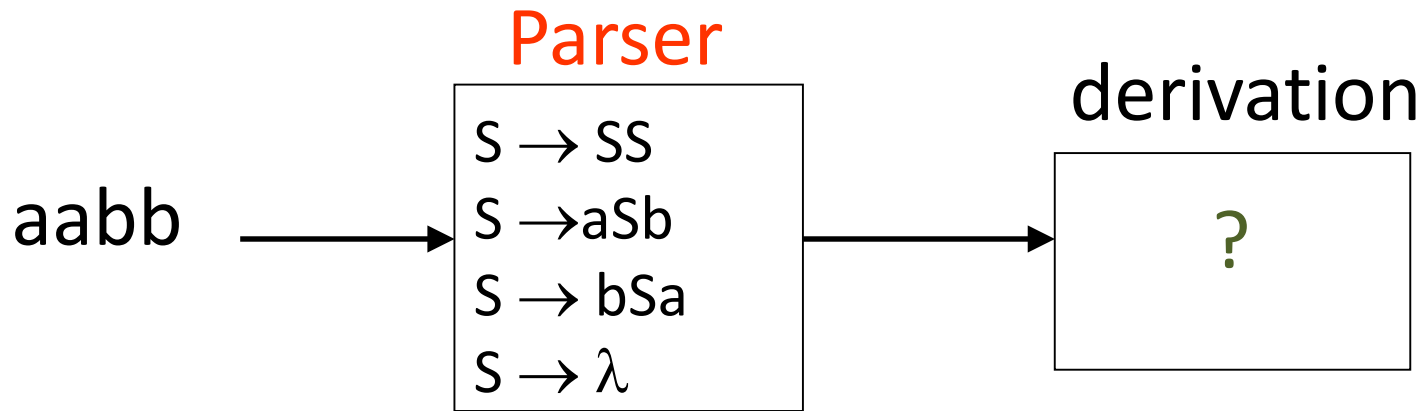 Parser
derivation
aabb
S → SS
S →aSb
S → bSa
S → λ
?